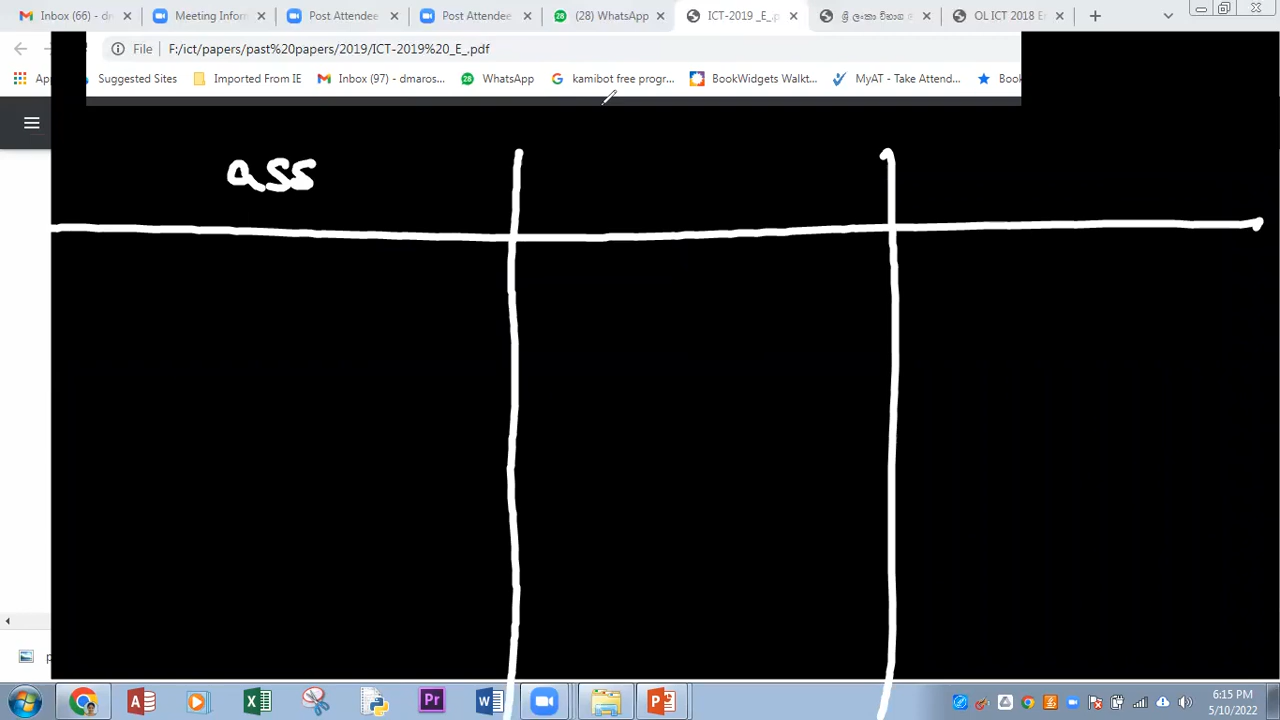 Inbox (66) - dm
Meeting Inform
Post Attendee
Post Attendee
(28) WhatsApp
ICT-2019 _E_.p
OL ICT 2018 E
File
F:/ict/papers/past%20papers/2019/ICT-2019%20_E_.pdf
Suggested Sites
Imported From IE
Inbox (97) - dmaros...
28
WhatsApp
kamibot free progr...
BookWidgets Walkt...
MyAT - Take Attend...
Book
ass
6:15 PM
5/10/2022